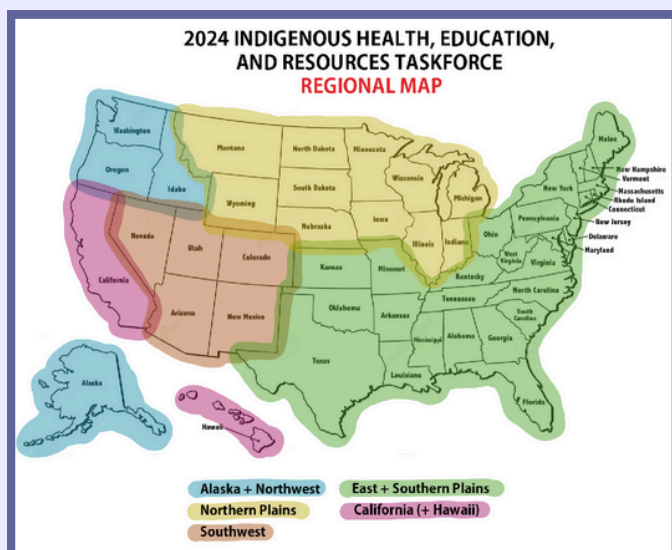 2024 INDIGENOUS HEALTH, EDUCATION,
AND RESOURCES TASKFORCE
REGIONAL MAP
Washington
Oregon
Idaho
Montana
North Dakota
Minnesota
Wisconsin
Michigan
South Dakota
Wyoming
Nebraska
Iowa
Illinois
Indiana
Ohio
Maine
New Hampshire
Vermont
Massachusetts
Rhode Island
Connecticut
New York
Pennsylvania
New Jersey
Delaware
Maryland
West
Virginia
Virginia
Nevada
Utah
Colorado
California
Arizona
New Mexico
Kansas
Missouri
Kentucky
Tennessee
North Carolina
South
Carolina
Oklahoma
Arkansas
Mississippi
Alabama
Georgia
Texas
Louisiana
Florida
Alaska
Hawaii
Alaska + Northwest
East + Southern Plains
Northern Plains
California (+ Hawaii)
Southwest